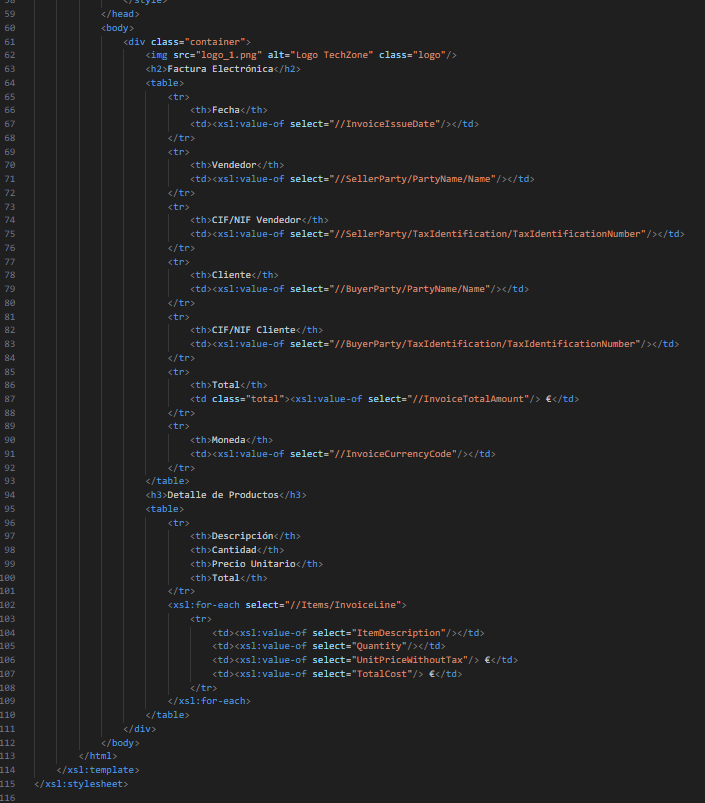 58 </style>
59 </head>
60 <body>
61 <div class="container">
62 <img src="logo_1.png" alt="Logo TechZone" class="logo"/>
63 <h2>Factura Electrónica</h2>
64 <table>
65 <tr>
66 <th>Fecha</th>
67 <td><xsl:value-of select="//InvoiceIssueDate"/></td>
68 </tr>
69 <tr>
70 <th>Vendedor</th>
71 <td><xsl:value-of select="//SellerParty/PartyName/Name"/></td>
72 </tr>
73 <tr>
74 <th>CIF/NIF Vendedor</th>
75 <td><xsl:value-of select="//SellerParty/TaxIdentification/TaxIdentificationNumber"/></td>
76 </tr>
77 <tr>
78 <th>Cliente</th>
79 <td><xsl:value-of select="//BuyerParty/PartyName/Name"/></td>
80 </tr>
81 <tr>
82 <th>CIF/NIF Cliente</th>
83 <td><xsl:value-of select="//BuyerParty/TaxIdentification/TaxIdentificationNumber"/></td>
84 </tr>
85 <tr>
86 <th>Total</th>
87 <td class="total"><xsl:value-of select="//InvoiceTotalAmount"/> €</td>
88 </tr>
89 <tr>
90 <th>Moneda</th>
91 <td><xsl:value-of select="//InvoiceCurrencyCode"/></td>
92 </tr>
93 </table>
94 <h3>Detalle de Productos</h3>
95 <table>
96 <tr>
97 <th>Descripción</th>
98 <th>Cantidad</th>
99 <th>Precio Unitario</th>
100 <th>Total</th>
101 </tr>
102 <xsl:for-each select="//Items/InvoiceLine">
103 <tr>
104 <td><xsl:value-of select="ItemDescription"/></td>
105 <td><xsl:value-of select="Quantity"/></td>
106 <td><xsl:value-of select="UnitPriceWithoutTax"/> €</td>
107 <td><xsl:value-of select="TotalCost"/> €</td>
108 </tr>
109 </xsl:for-each>
110 </table>
111 </div>
112 </body>
113 </html>
114 </xsl:template>
115 </xsl:stylesheet>
116